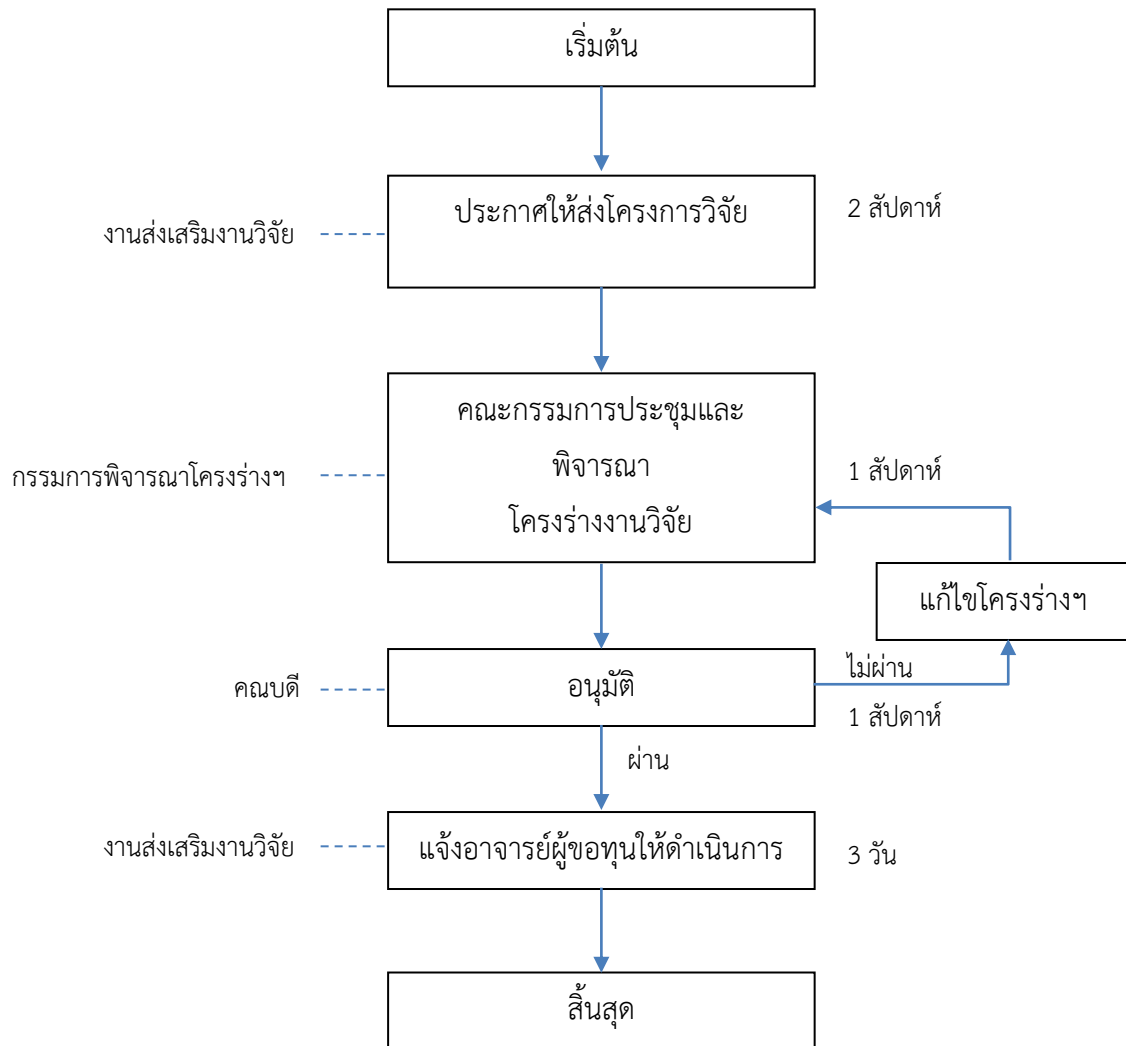 เริ่มต้น
ประกาศให้ส่งโครงการวิจัย
2 สัปดาห์
งานส่งเสริมงานวิจัย
คณะกรรมการประชุมและ
พิจารณา
โครงร่างงานวิจัย
กรรมการพิจารณาโครงร่างฯ
1 สัปดาห์
แก้ไขโครงร่างฯ
อนุมัติ
คณบดี
ไม่ผ่าน
1 สัปดาห์
ผ่าน
งานส่งเสริมงานวิจัย
แจ้งอาจารย์ผู้ขอทุนให้ดำเนินการ
3 วัน
สิ้นสุด